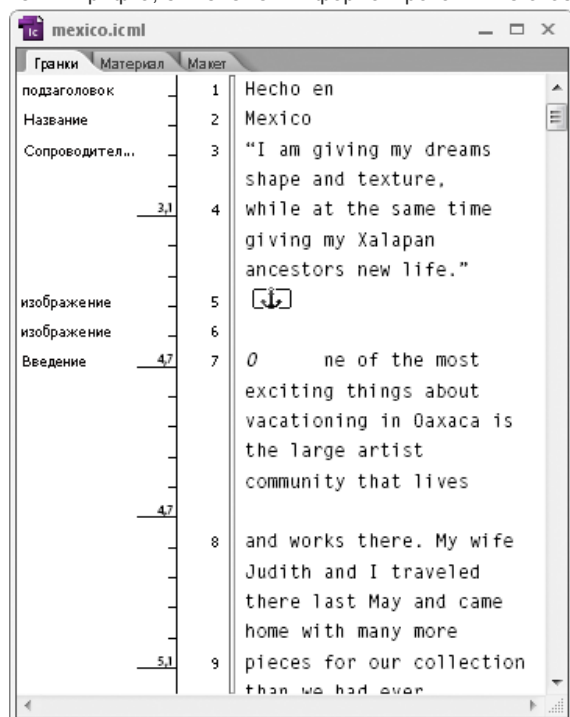 mexico.icml
Гранки Материал Макет
подзаголовок 1 Hecho en
Название 2 Mexico
Сопроводител... 3 “I am giving my dreams
shape and texture,
3,1 4 while at the same time
giving my Xalapan
ancestors new life.”
изображение 5
изображение 6
Введение 4,7 7 O ne of the most
exciting things about
vacationing in Oaxaca is
the large artist
community that lives
4,7
8 and works there. My wife
Judith and I traveled
there last May and came
home with many more
5,1 9 pieces for our collection
than we had ever